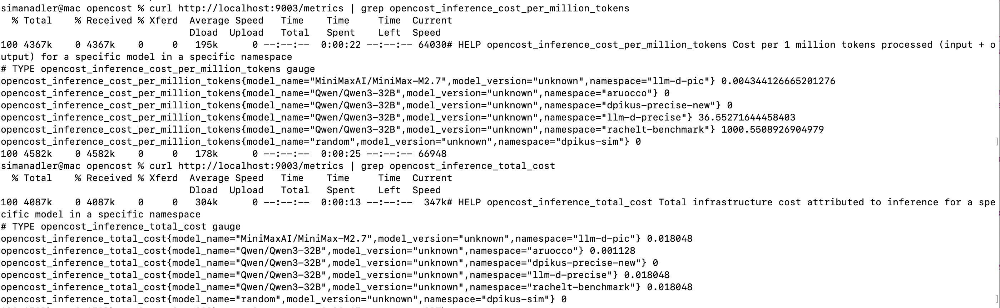 simanadler@mac opencost % curl http://localhost:9003/metrics | grep opencost_inference_cost_per_million_tokens
  % Total    % Received % Xferd  Average Speed   Time    Time     Time  Current
                                 Dload  Upload   Total   Spent    Left  Speed
100 4367k    0 4367k    0     0   195k      0 --:--:--  0:00:22 --:--:-- 64030# HELP opencost_inference_cost_per_million_tokens Cost per 1 million tokens processed (input + o
utput) for a specific model in a specific namespace
# TYPE opencost_inference_cost_per_million_tokens gauge
opencost_inference_cost_per_million_tokens{model_name="MiniMaxAI/MiniMax-M2.7",model_version="unknown",namespace="llm-d-pic"} 0.004344126665201276
opencost_inference_cost_per_million_tokens{model_name="Qwen/Qwen3-32B",model_version="unknown",namespace="aruocco"} 0
opencost_inference_cost_per_million_tokens{model_name="Qwen/Qwen3-32B",model_version="unknown",namespace="dpikus-precise-new"} 0
opencost_inference_cost_per_million_tokens{model_name="Qwen/Qwen3-32B",model_version="unknown",namespace="llm-d-precise"} 36.55271644458403
opencost_inference_cost_per_million_tokens{model_name="Qwen/Qwen3-32B",model_version="unknown",namespace="rachelt-benchmark"} 1000.5508926904979
opencost_inference_cost_per_million_tokens{model_name="random",model_version="unknown",namespace="dpikus-sim"} 0
100 4582k    0 4582k    0     0   178k      0 --:--:--  0:00:25 --:--:-- 66948
simanadler@mac opencost % curl http://localhost:9003/metrics | grep opencost_inference_total_cost
  % Total    % Received % Xferd  Average Speed   Time    Time     Time  Current
                                 Dload  Upload   Total   Spent    Left  Speed
100 4087k    0 4087k    0     0   304k      0 --:--:--  0:00:13 --:--:--  347k# HELP opencost_inference_total_cost Total infrastructure cost attributed to inference for a spe
cific model in a specific namespace
# TYPE opencost_inference_total_cost gauge
opencost_inference_total_cost{model_name="MiniMaxAI/MiniMax-M2.7",model_version="unknown",namespace="llm-d-pic"} 0.018048
opencost_inference_total_cost{model_name="Qwen/Qwen3-32B",model_version="unknown",namespace="aruocco"} 0.001128
opencost_inference_total_cost{model_name="Qwen/Qwen3-32B",model_version="unknown",namespace="dpikus-precise-new"} 0
opencost_inference_total_cost{model_name="Qwen/Qwen3-32B",model_version="unknown",namespace="llm-d-precise"} 0.018048
opencost_inference_total_cost{model_name="Qwen/Qwen3-32B",model_version="unknown",namespace="rachelt-benchmark"} 0.018048
opencost_inference_total_cost{model_name="random",model_version="unknown",namespace="dpikus-sim"} 0